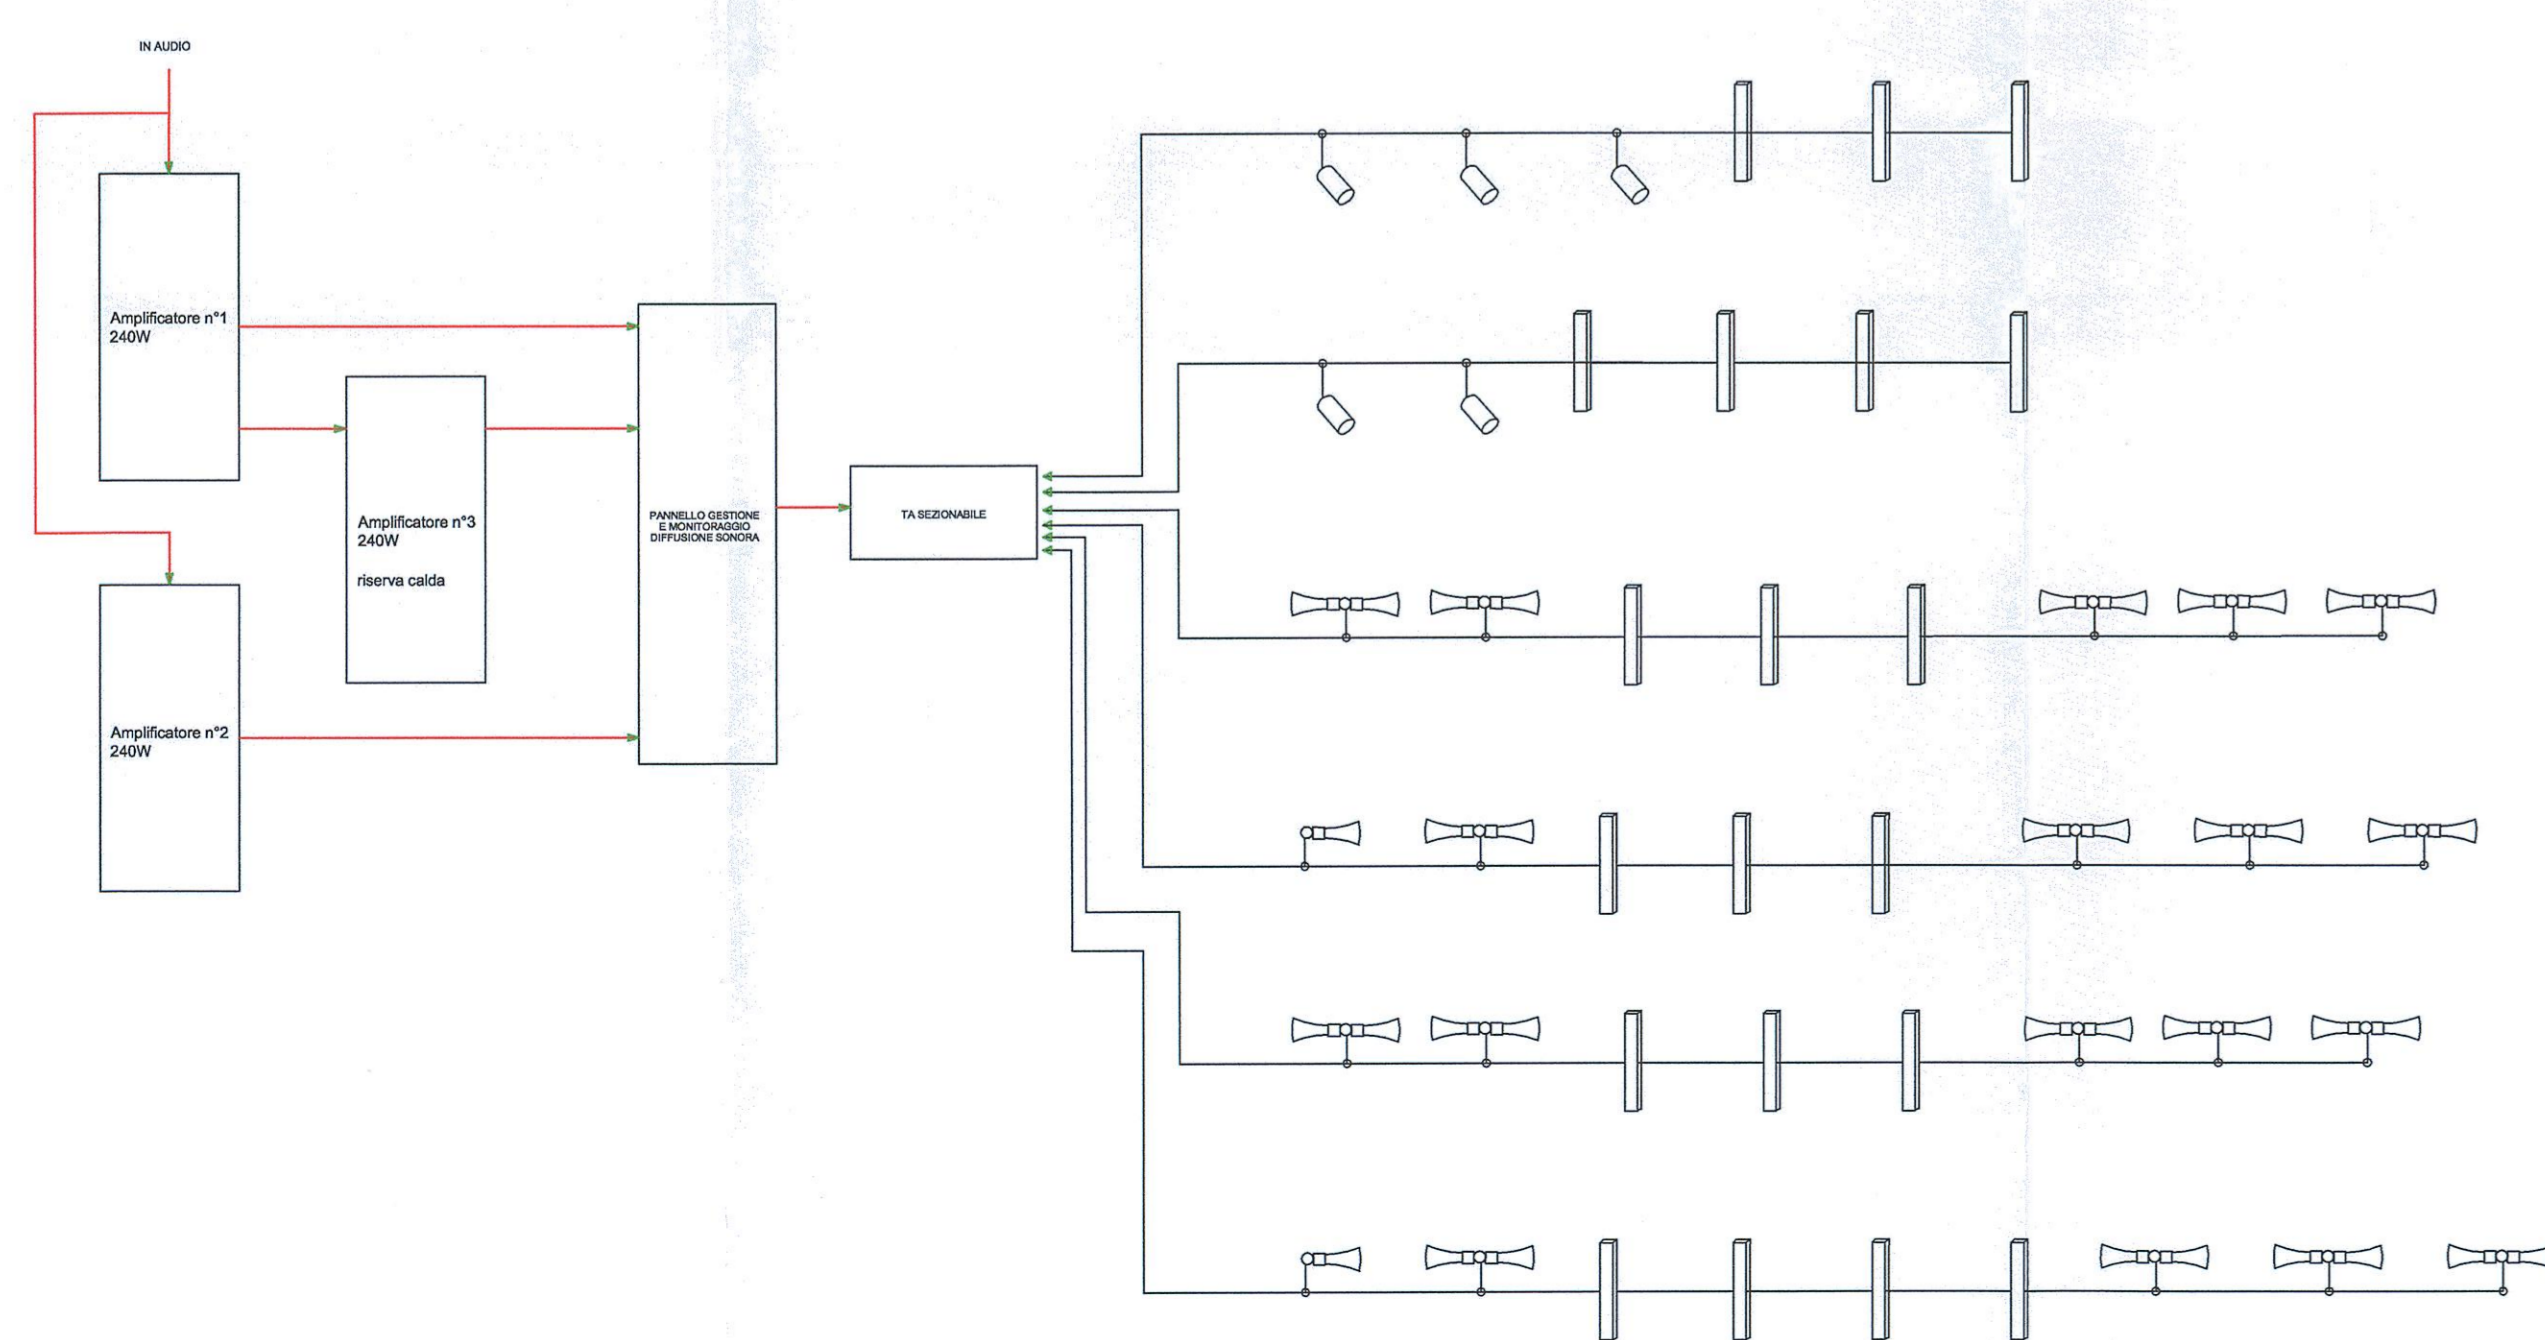 IN AUDIO
Amplificatore n°1
240W
Amplificatore n°3
240W
riserva calda
Amplificatore n°2
240W
PANNELLO GESTIONE
E MONITORAGGIO
DIFFUSIONE SONORA
TA SEZIONABILE